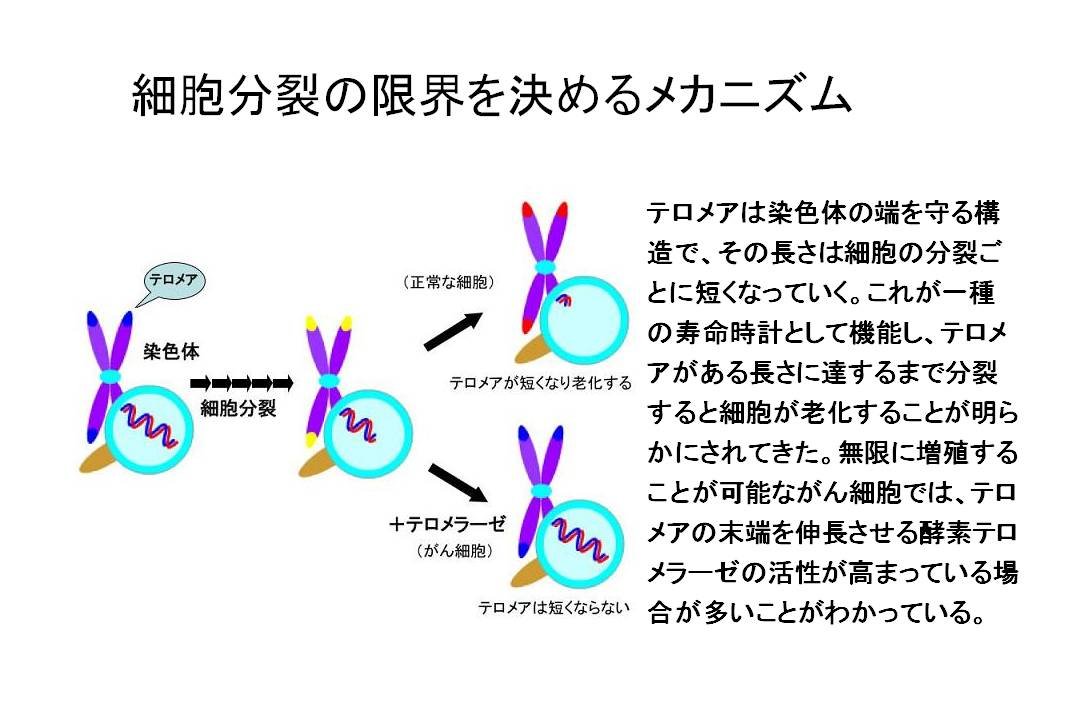 細胞分裂の限界を決めるメカニズム
テロメア
染色体
細胞分裂
（正常な細胞）
テロメアが短くなり老化する
＋テロメラーゼ
（がん細胞）
テロメアは短くならない
テロメアは染色体の端を守る構
造で、その長さは細胞の分裂ご
とに短くなっていく。これが一種
の寿命時計として機能し、テロメ
アがある長さに達するまで分裂
すると細胞が老化することが明ら
かにされてきた。無限に増殖する
ことが可能ながん細胞では、テロ
メアの末端を伸長させる酵素テロ
メラーゼの活性が高まっている場
合が多いことがわかっている。